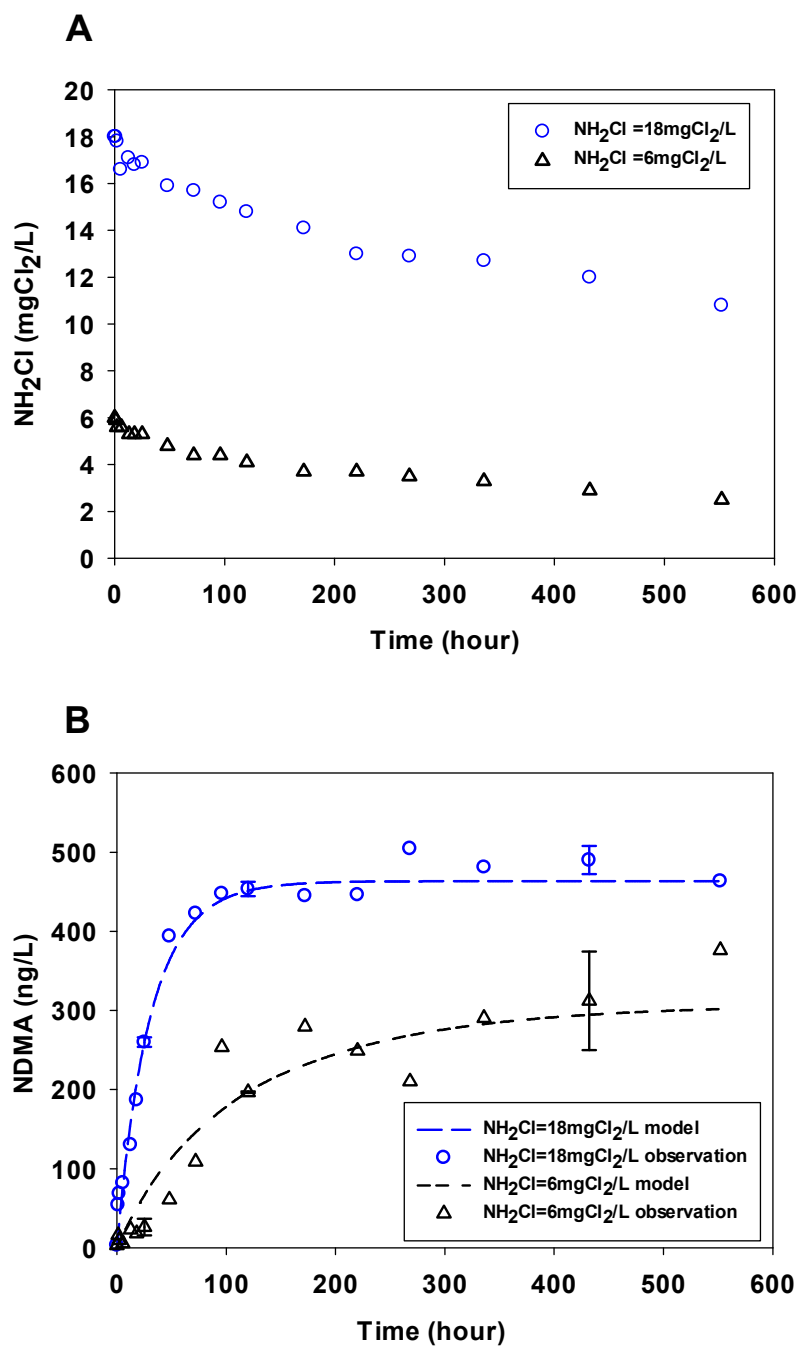 A
20
18
16
14
12
10
8
6
4
2
0
NH₂Cl (mgCl₂/L)
NH₂Cl =18mgCl₂/L
NH₂Cl =6mgCl₂/L
0 100 200 300 400 500 600
Time (hour)
B
600
500
400
300
200
100
0
NDMA (ng/L)
NH₂Cl=18mgCl₂/L model
NH₂Cl=18mgCl₂/L observation
NH₂Cl=6mgCl₂/L model
NH₂Cl=6mgCl₂/L observation
0 100 200 300 400 500 600
Time (hour)